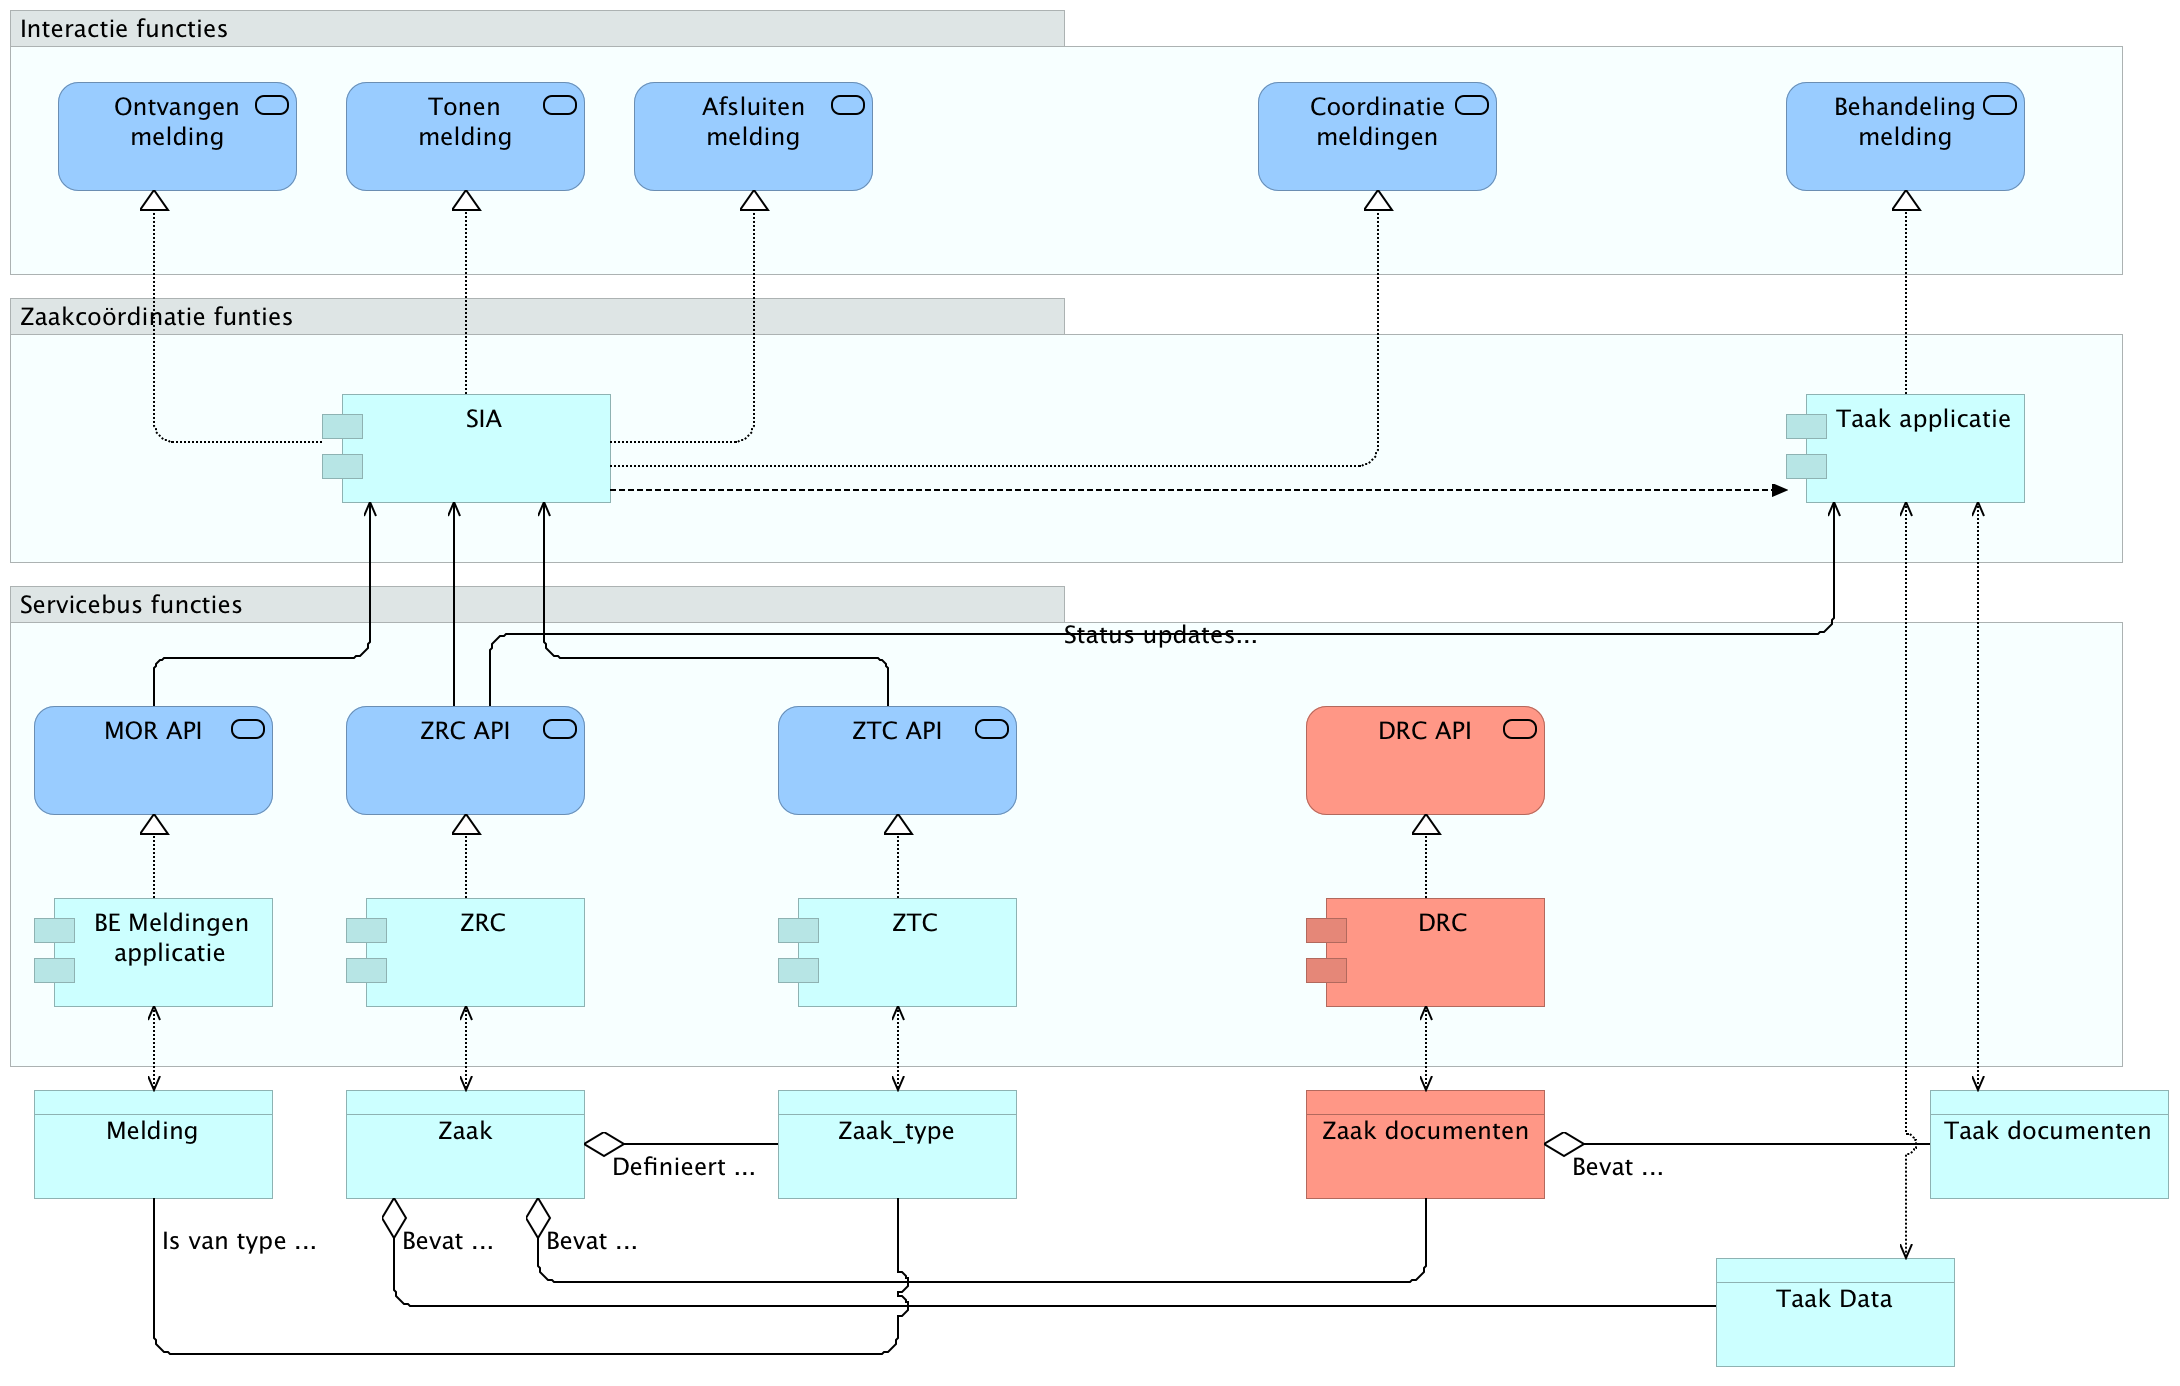 Interactie functies
Ontvangen
melding
Tonen
melding
Afsluiten
melding
Coordinatie
meldingen
Behandeling
melding
Zaakcoördinatie funties
SIA
Taak applicatie
Servicebus functies
Status updates...
MOR API
ZRC API
ZTC API
DRC API
BE Meldingen
applicatie
ZRC
ZTC
DRC
Melding
Zaak
Zaak_type
Zaak documenten
Taak documenten
Definieert ...
Bevat ...
Is van type ...
Bevat ...
Bevat ...
Taak Data